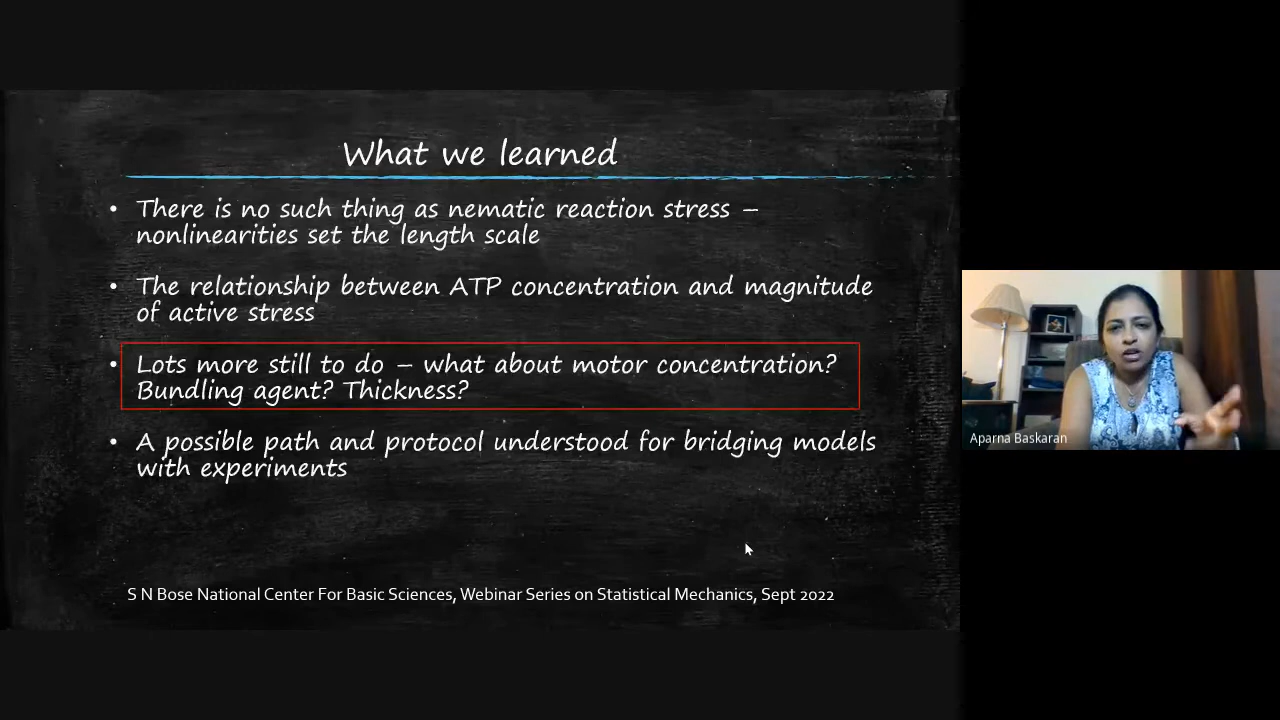 What we learned
• There is no such thing as nematic reaction stress –
nonlinearities set the length scale
• The relationship between ATP concentration and magnitude
of active stress
• Lots more still to do – what about motor concentration?
Bundling agent? Thickness?
• A possible path and protocol understood for bridging models
with experiments
S N Bose National Center For Basic Sciences, Webinar Series on Statistical Mechanics, Sept 2022
Aparna Baskaran